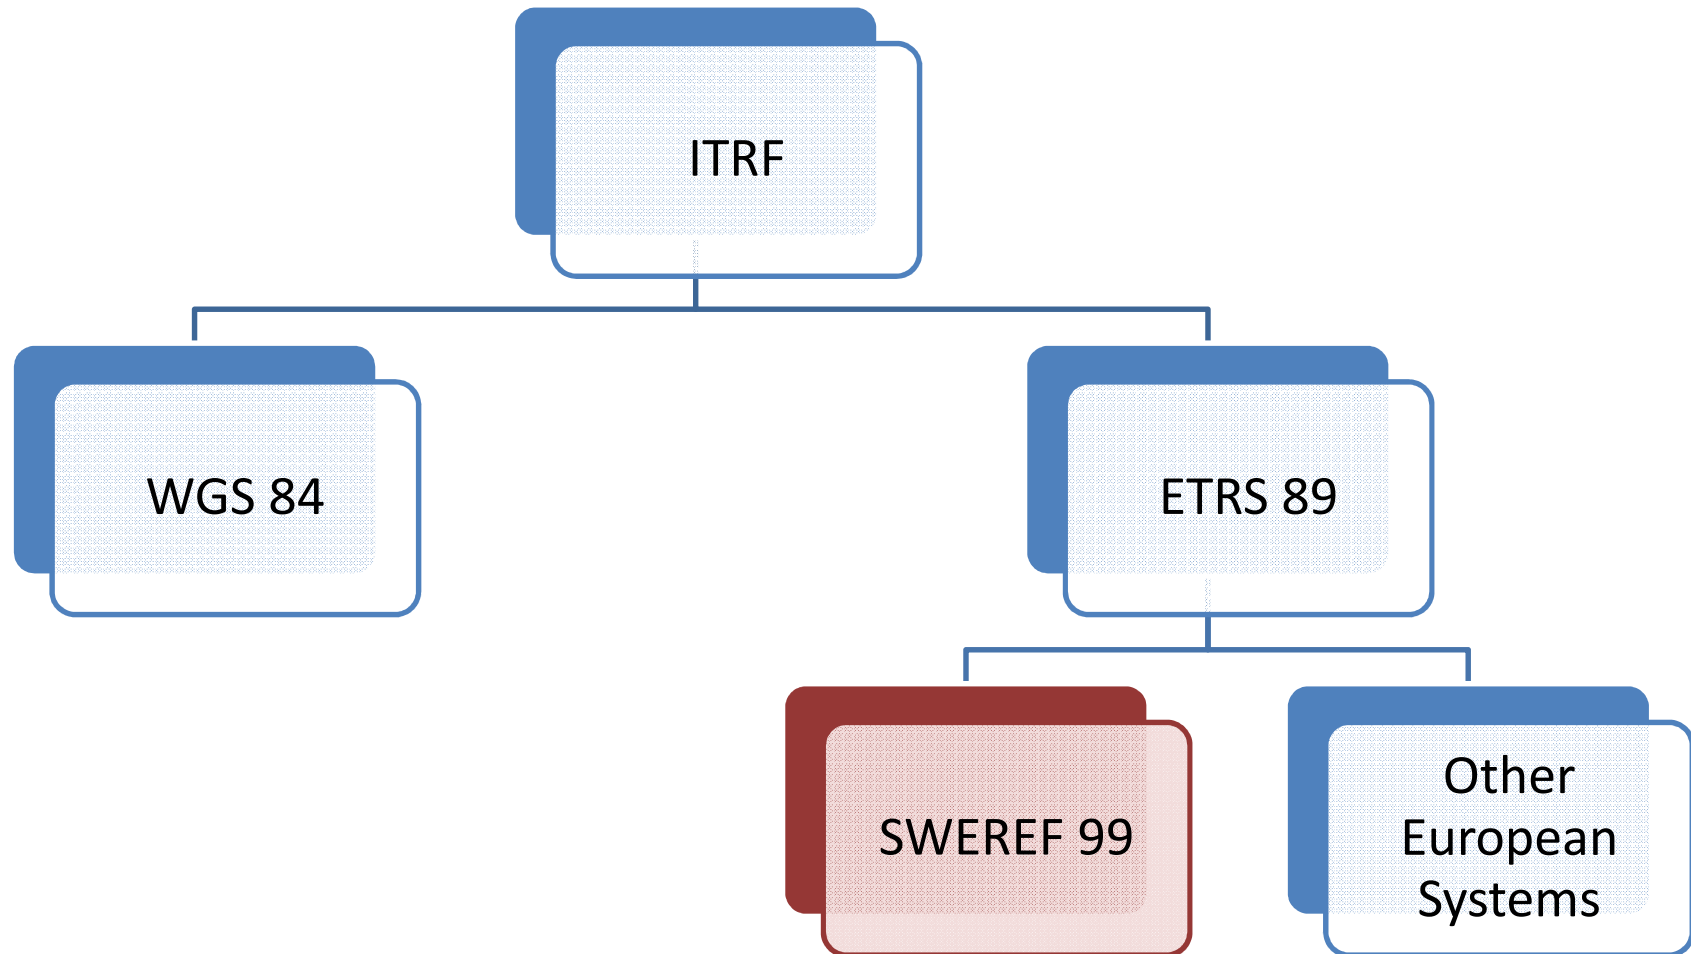 ITRF
WGS 84
ETRS 89
SWEREF 99
Other
European
Systems